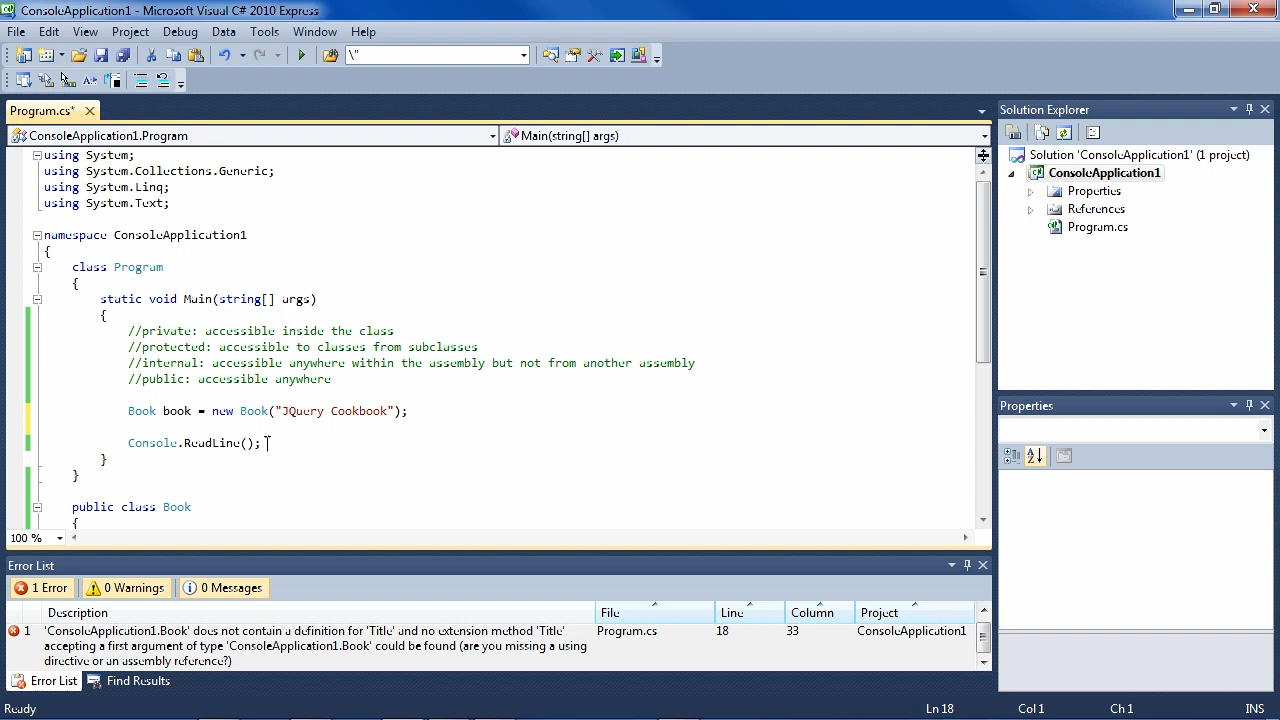 ConsoleApplication1 - Microsoft Visual C# 2010 Express
File Edit View Project Debug Data Tools Window Help
\"
Program.cs*
ConsoleApplication1.Program
Main(string[] args)
using System;
using System.Collections.Generic;
using System.Linq;
using System.Text;
namespace ConsoleApplication1
{
class Program
{
static void Main(string[] args)
{
//private: accessible inside the class
//protected: accessible to classes from subclasses
//internal: accessible anywhere within the assembly but not from another assembly
//public: accessible anywhere
Book book = new Book("JQuery Cookbook");
Console.ReadLine();
}
}
public class Book
{
100 %
Solution Explorer
Solution 'ConsoleApplication1' (1 project)
ConsoleApplication1
Properties
References
Program.cs
Properties
Error List
1 Error 0 Warnings 0 Messages
Description File Line Column Project
1 'ConsoleApplication1.Book' does not contain a definition for 'Title' and no extension method 'Title' Program.cs 18 33 ConsoleApplication1
accepting a first argument of type 'ConsoleApplication1.Book' could be found (are you missing a using
directive or an assembly reference?)
Error List Find Results
Ready Ln 18 Col 1 Ch 1 INS